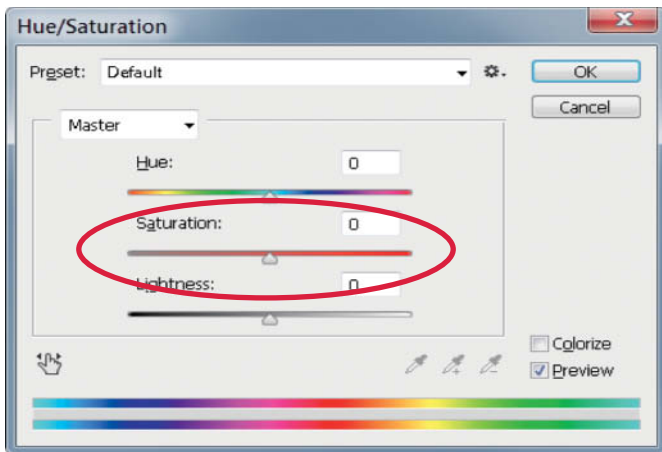 Hue/Saturation
Preset: Default
OK
Cancel
Master
Hue: 0
Saturation: 0
Lightness: 0
Colorize
Preview